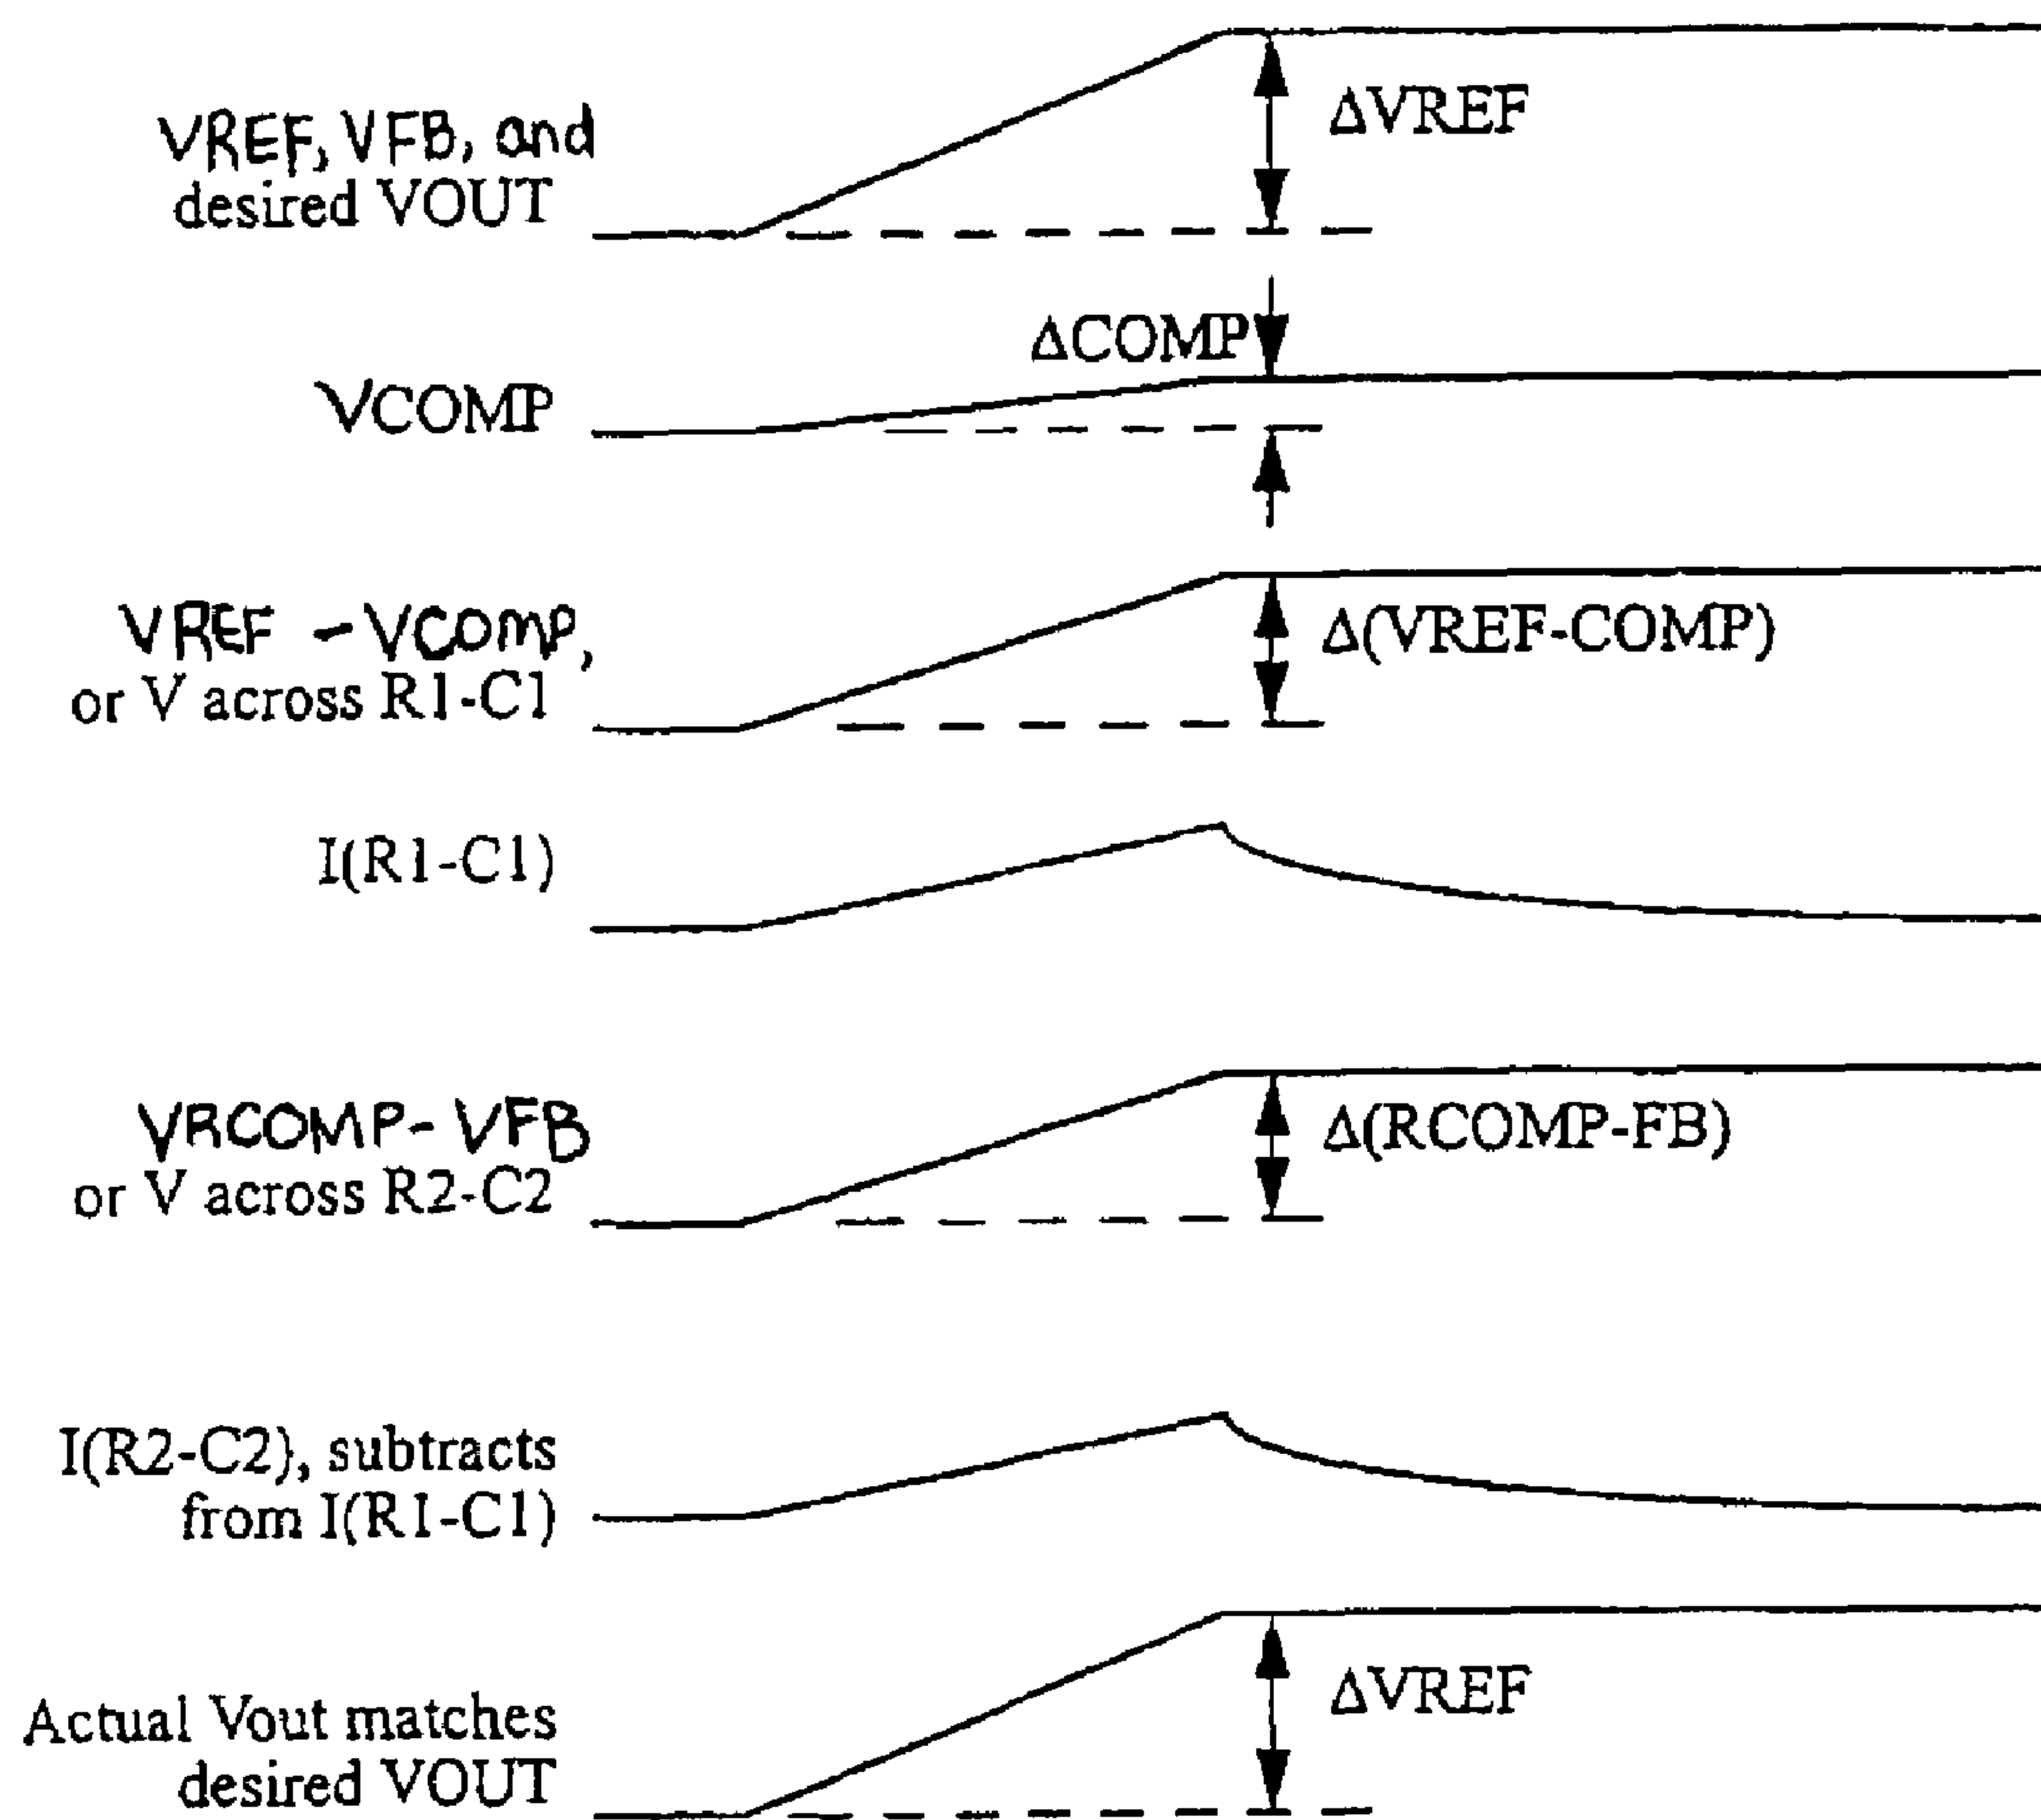 VREF, VFB, and
desired VOUT
ΔVREF
ΔCOMP
VCOMP
VREF - VCOMP,
or V across R1-C1
Δ(VREF-COMP)
I(R1-C1)
VRCOMP- VFB
or V across R2-C2
Δ(RCOMP-FB)
I(R2-C2), subtracts
from I(R1-C1)
Actual Vout matches
desired VOUT
ΔVREF